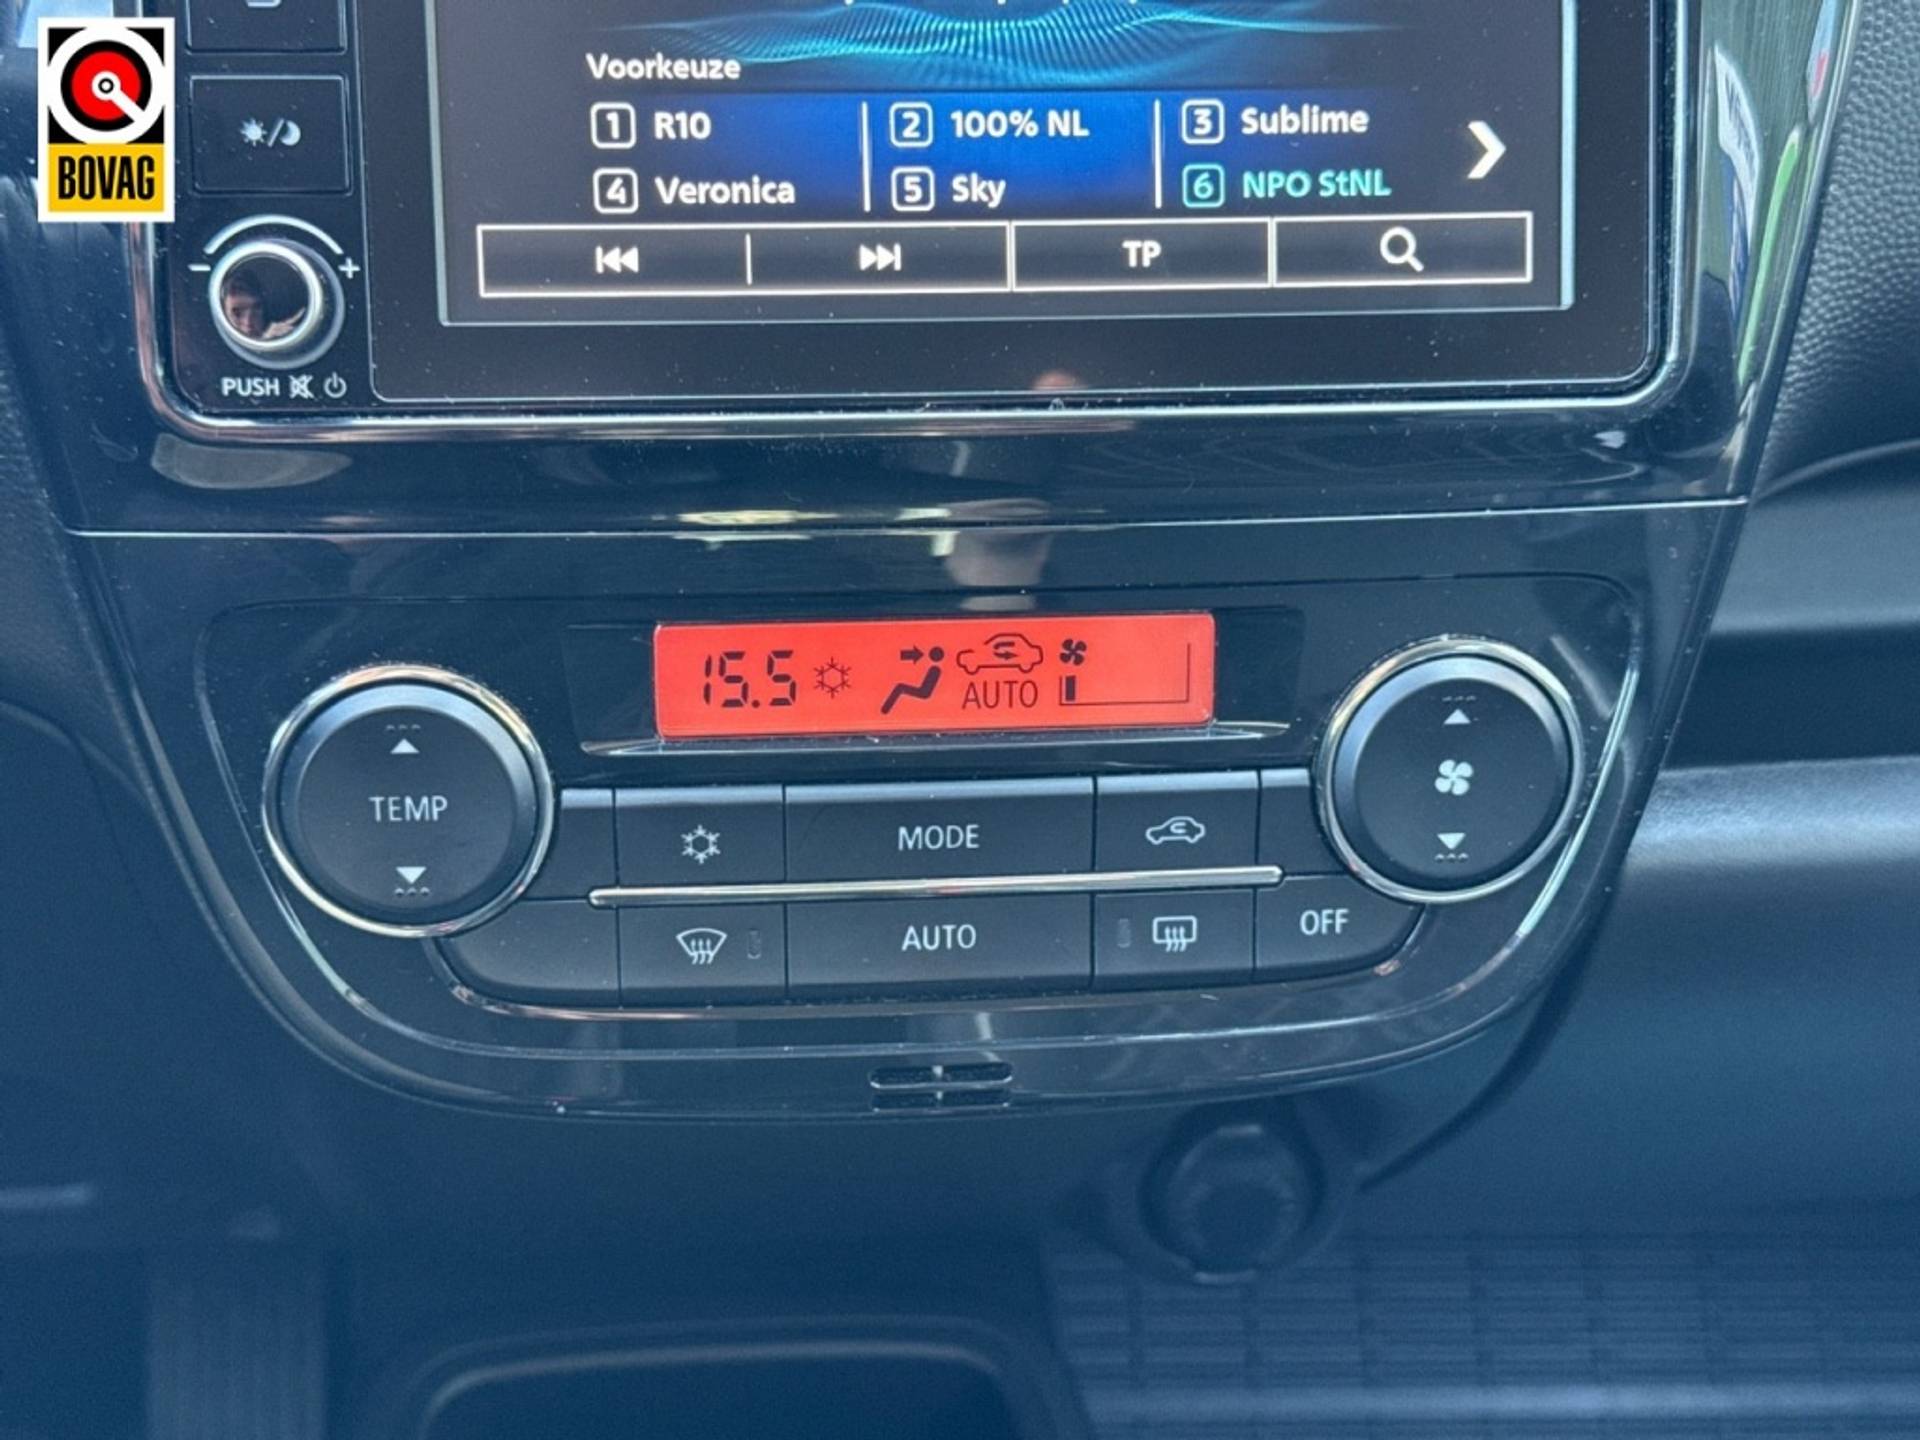 Voorkeuze
1 R10 2 100% NL 3 Sublime
4 Veronica 5 Sky 6 NPO StNL
TP
BOVAG
PUSH
15.5 AUTO
TEMP
MODE
AUTO
OFF